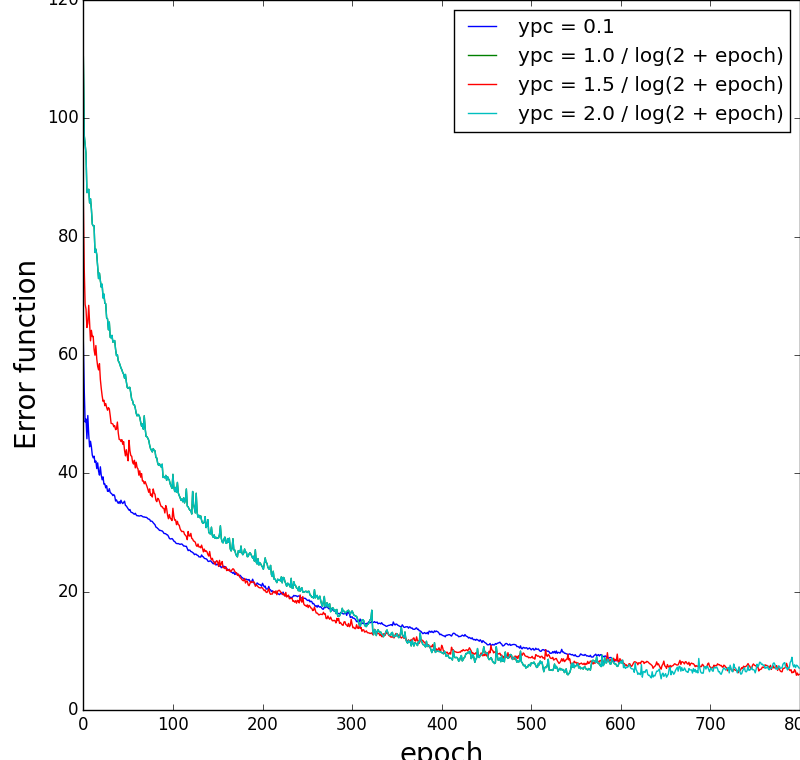 120
100
80
60
40
20
0
Error function
ypc = 0.1
ypc = 1.0 / log(2 + epoch)
ypc = 1.5 / log(2 + epoch)
ypc = 2.0 / log(2 + epoch)
0 100 200 300 400 500 600 700 80
epoch